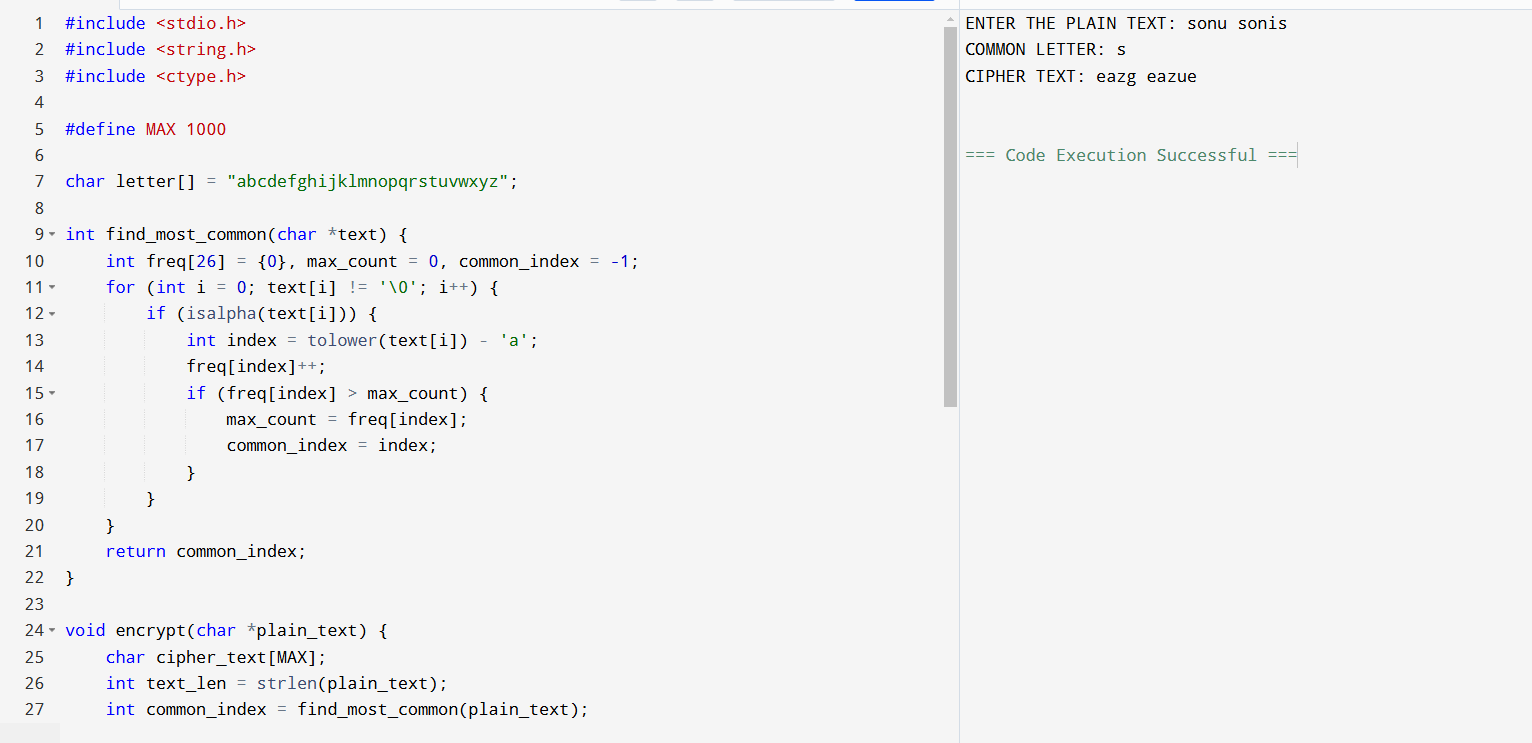 1 #include <stdio.h>
2 #include <string.h>
3 #include <ctype.h>
4
5 #define MAX 1000
6
7 char letter[] = "abcdefghijklmnopqrstuvwxyz";
8
9 int find_most_common(char *text) {
10     int freq[26] = {0}, max_count = 0, common_index = -1;
11     for (int i = 0; text[i] != '\0'; i++) {
12         if (isalpha(text[i])) {
13             int index = tolower(text[i]) - 'a';
14             freq[index]++;
15             if (freq[index] > max_count) {
16                 max_count = freq[index];
17                 common_index = index;
18             }
19         }
20     }
21     return common_index;
22 }
23
24 void encrypt(char *plain_text) {
25     char cipher_text[MAX];
26     int text_len = strlen(plain_text);
27     int common_index = find_most_common(plain_text);
ENTER THE PLAIN TEXT: sonu sonis
COMMON LETTER: s
CIPHER TEXT: eazg eazue
=== Code Execution Successful ===